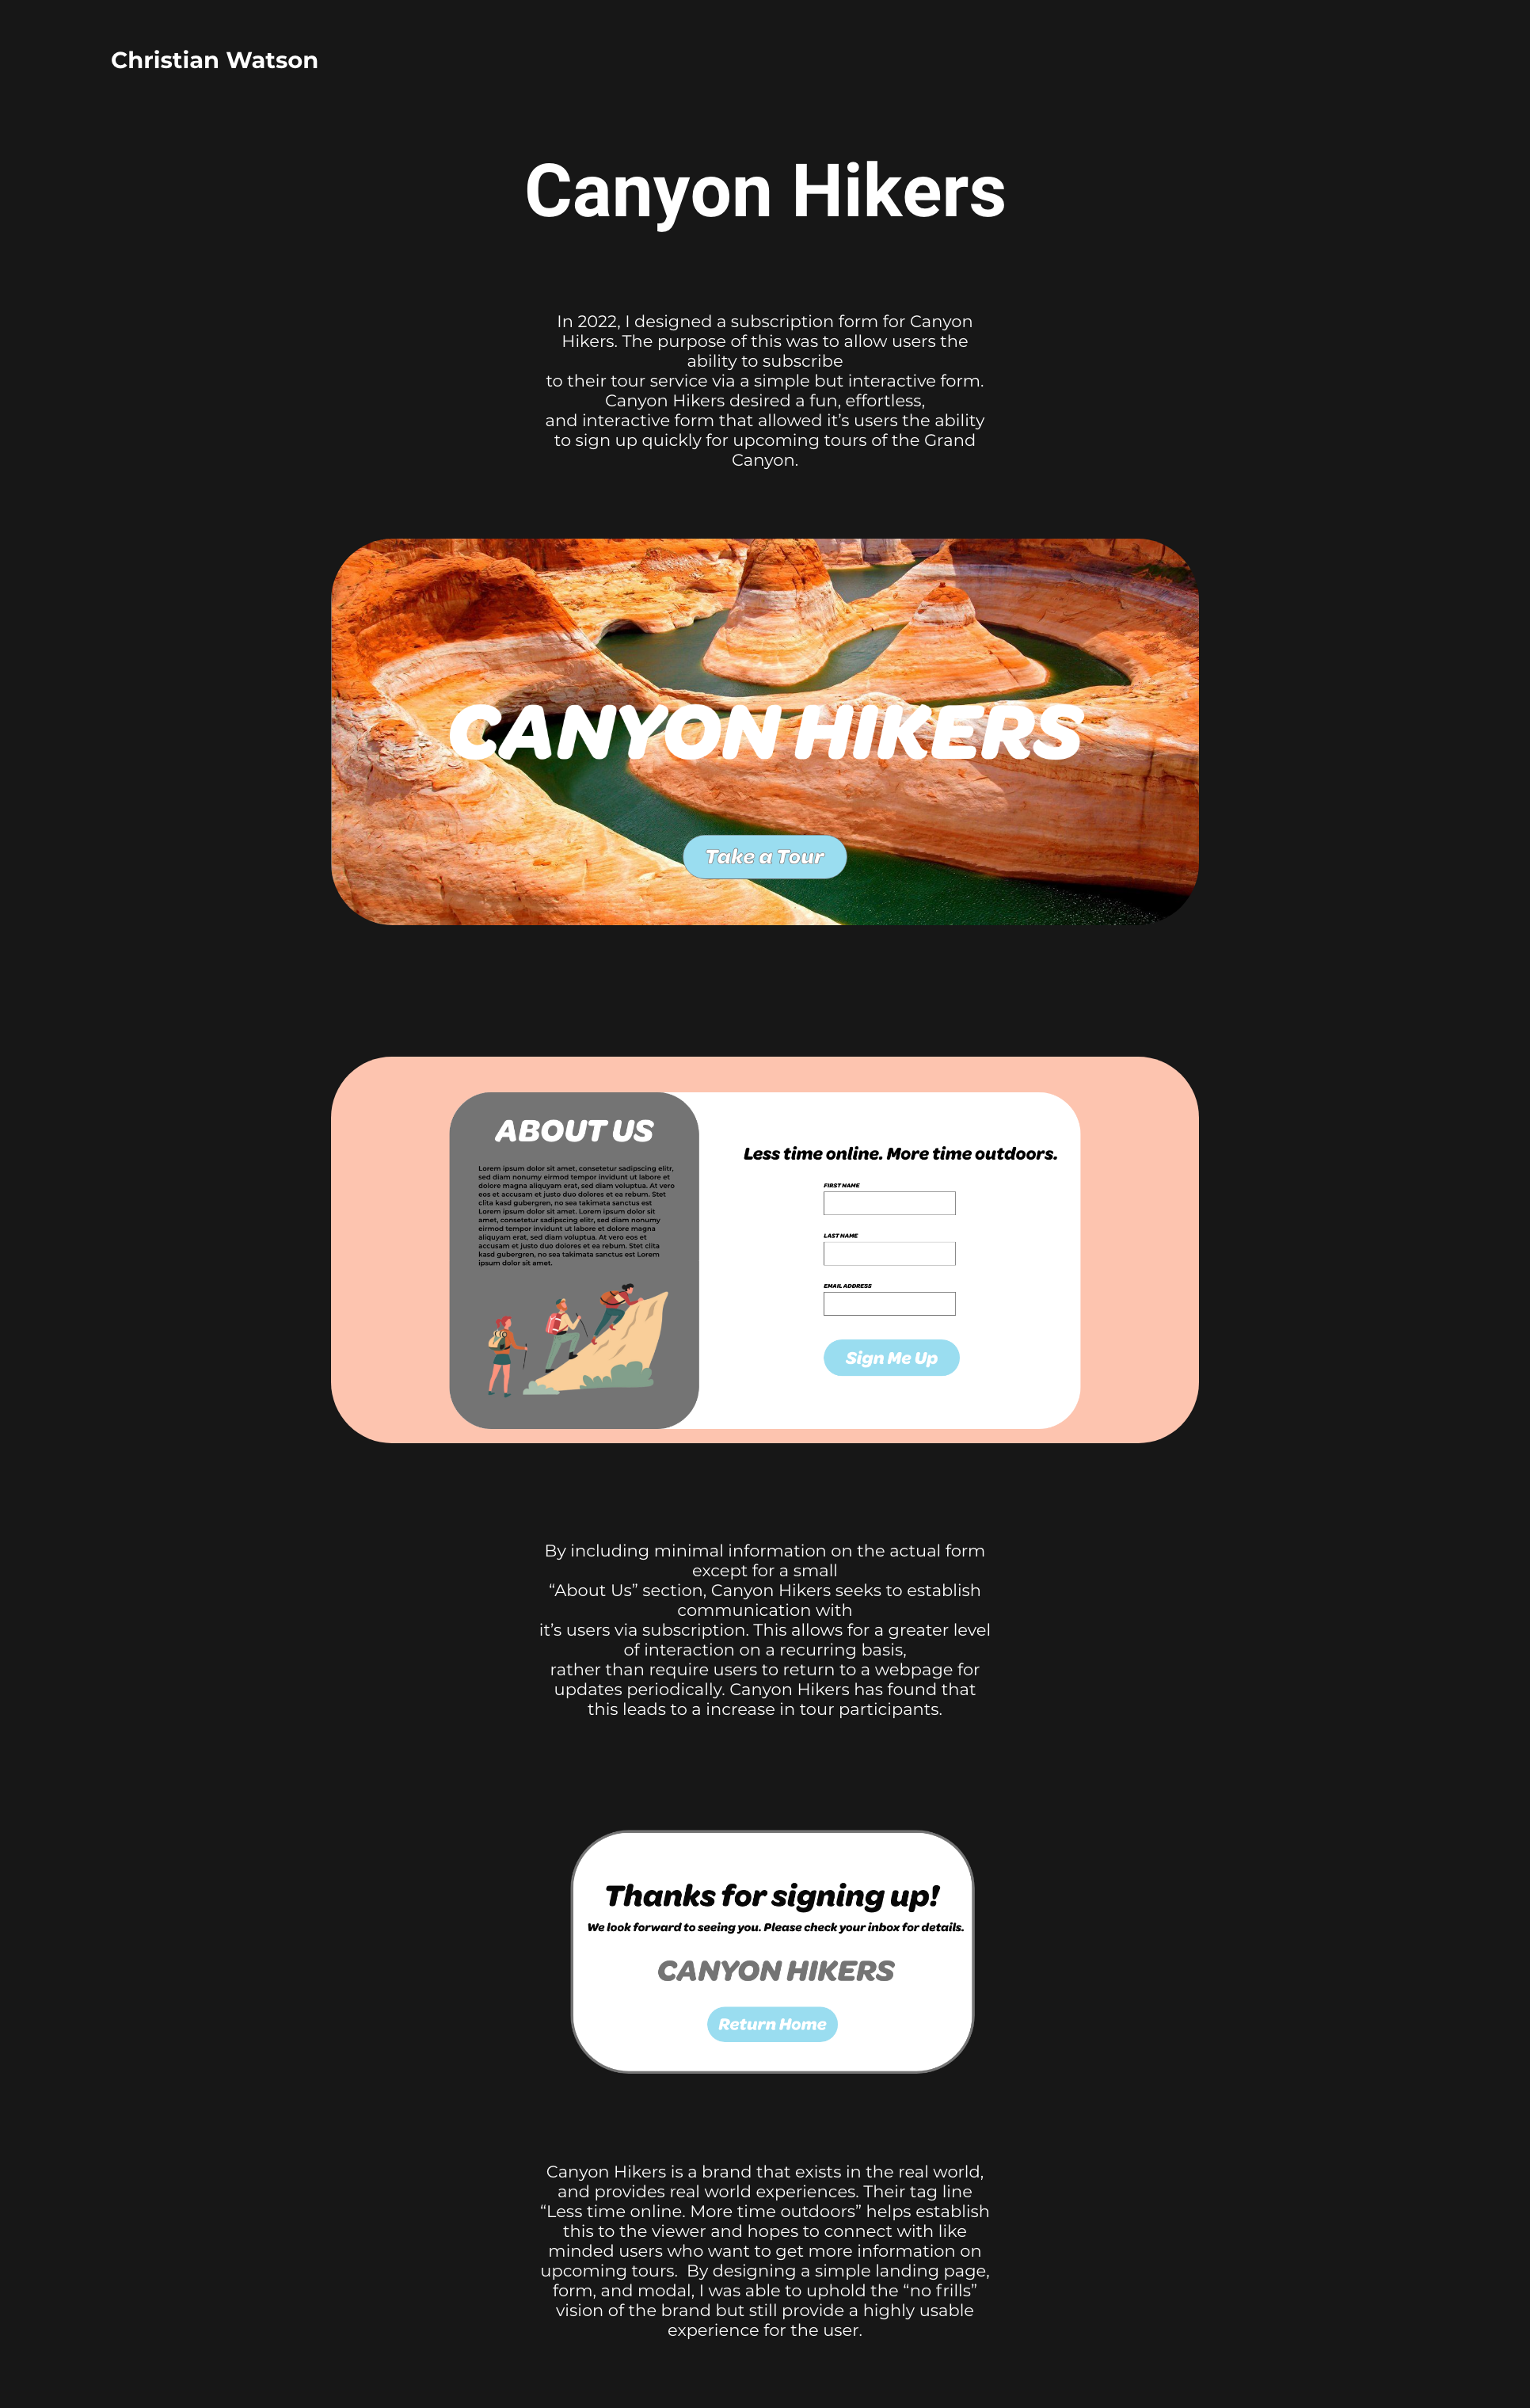 Christian Watson
Canyon Hikers
In 2022, I designed a subscription form for Canyon
Hikers. The purpose of this was to allow users the
ability to subscribe
to their tour service via a simple but interactive form.
Canyon Hikers desired a fun, effortless,
and interactive form that allowed it’s users the ability
to sign up quickly for upcoming tours of the Grand
Canyon.
CANYON HIKERS
Take a Tour
ABOUT US
Lorem ipsum dolor sit amet, consetetur sadipscing elitr,
sed diam nonumy eirmod tempor invidunt ut labore et
dolore magna aliquyam erat, sed diam voluptua. At vero
eos et accusam et justo duo dolores et ea rebum. Stet
clita kasd gubergren, no sea takimata sanctus est
Lorem ipsum dolor sit amet. Lorem ipsum dolor sit
amet, consetetur sadipscing elitr, sed diam nonumy
eirmod tempor invidunt ut labore et dolore magna
aliquyam erat, sed diam voluptua. At vero eos et
accusam et justo duo dolores et ea rebum. Stet clita
kasd gubergren, no sea takimata sanctus est Lorem
ipsum dolor sit amet.
Less time online. More time outdoors.
FIRST NAME
LAST NAME
EMAIL ADDRESS
Sign Me Up
By including minimal information on the actual form
except for a small
“About Us” section, Canyon Hikers seeks to establish
communication with
it’s users via subscription. This allows for a greater level
of interaction on a recurring basis,
rather than require users to return to a webpage for
updates periodically. Canyon Hikers has found that
this leads to a increase in tour participants.
Thanks for signing up!
We look forward to seeing you. Please check your inbox for details.
CANYON HIKERS
Return Home
Canyon Hikers is a brand that exists in the real world,
and provides real world experiences. Their tag line
“Less time online. More time outdoors” helps establish
this to the viewer and hopes to connect with like
minded users who want to get more information on
upcoming tours.  By designing a simple landing page,
form, and modal, I was able to uphold the “no frills”
vision of the brand but still provide a highly usable
experience for the user.